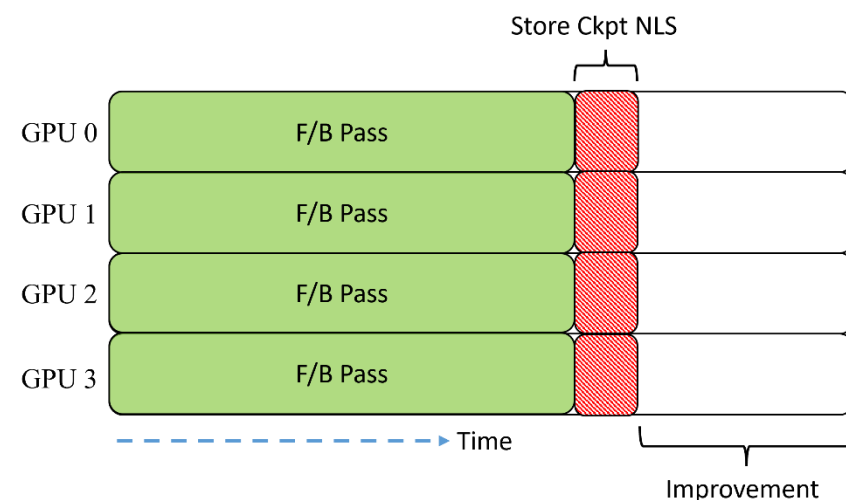 Store Ckpt NLS
GPU 0
F/B Pass
GPU 1
F/B Pass
GPU 2
F/B Pass
GPU 3
F/B Pass
Time
Improvement